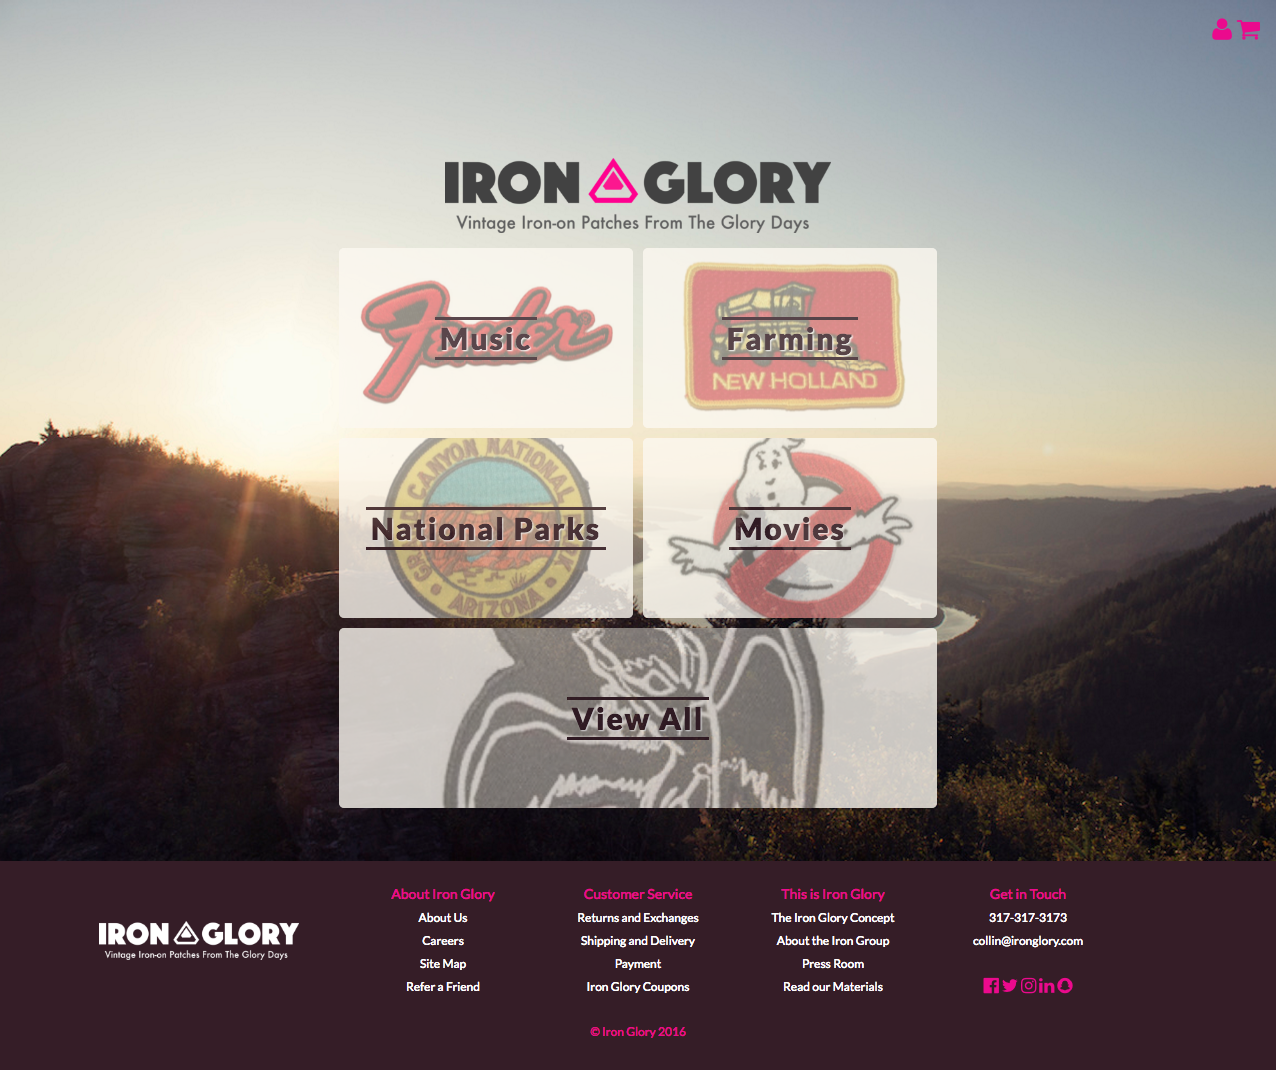 IRON GLORY
Vintage Iron-on Patches From The Glory Days
Fender
Music
Farming
NEW HOLLAND
CANYON NATIONAL
National Parks
ARIZONA
Movies
View All
About Iron Glory
About Us
Careers
Site Map
Refer a Friend
Customer Service
Returns and Exchanges
Shipping and Delivery
Payment
Iron Glory Coupons
This is Iron Glory
The Iron Glory Concept
About the Iron Group
Press Room
Read our Materials
Get in Touch
317-317-3173
collin@ironglory.com
IRON GLORY
Vintage Iron-on Patches From The Glory Days
© Iron Glory 2016